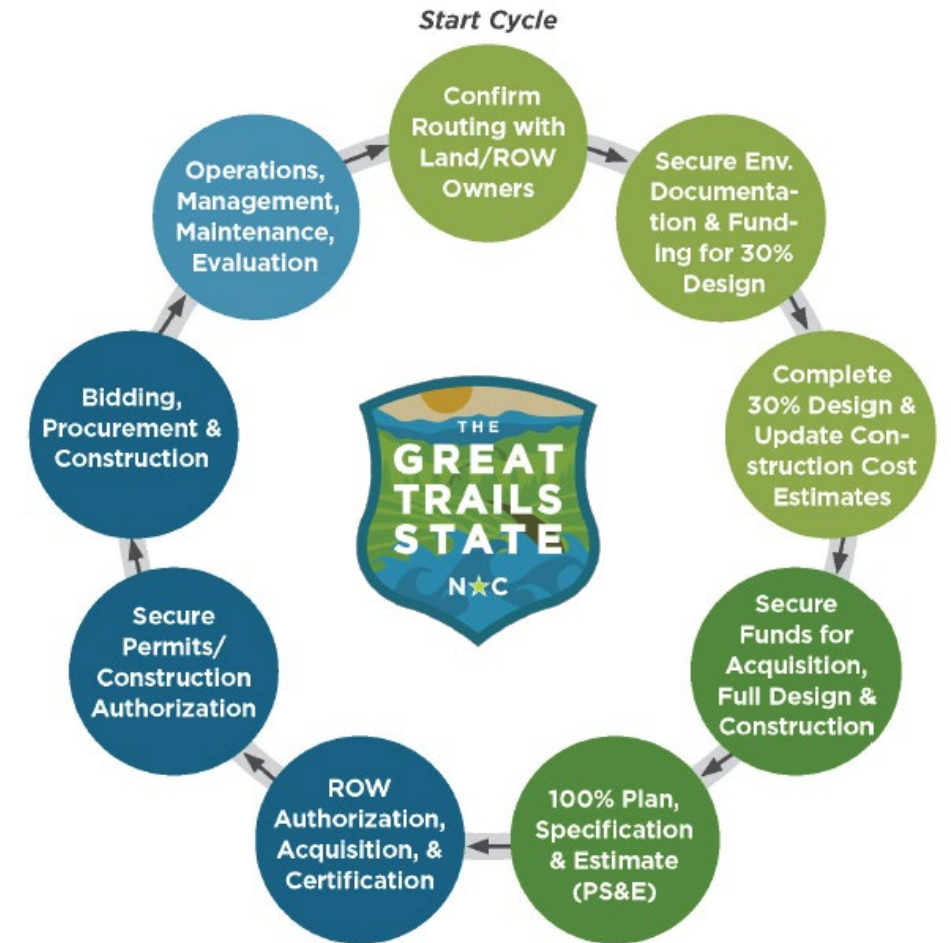 Start Cycle
Confirm
Routing with
Land/ROW
Owners
Secure Env.
Documenta-
tion & Fund-
ing for 30%
Design
Complete
30% Design &
Update Con-
struction Cost
Estimates
Secure
Funds for
Acquisition,
Full Design &
Construction
100% Plan,
Specification
& Estimate
(PS&E)
ROW
Authorization,
Acquisition, &
Certification
Secure
Permits/
Construction
Authorization
Bidding,
Procurement &
Construction
Operations,
Management,
Maintenance,
Evaluation
THE
GREAT
TRAILS
STATE
N★C